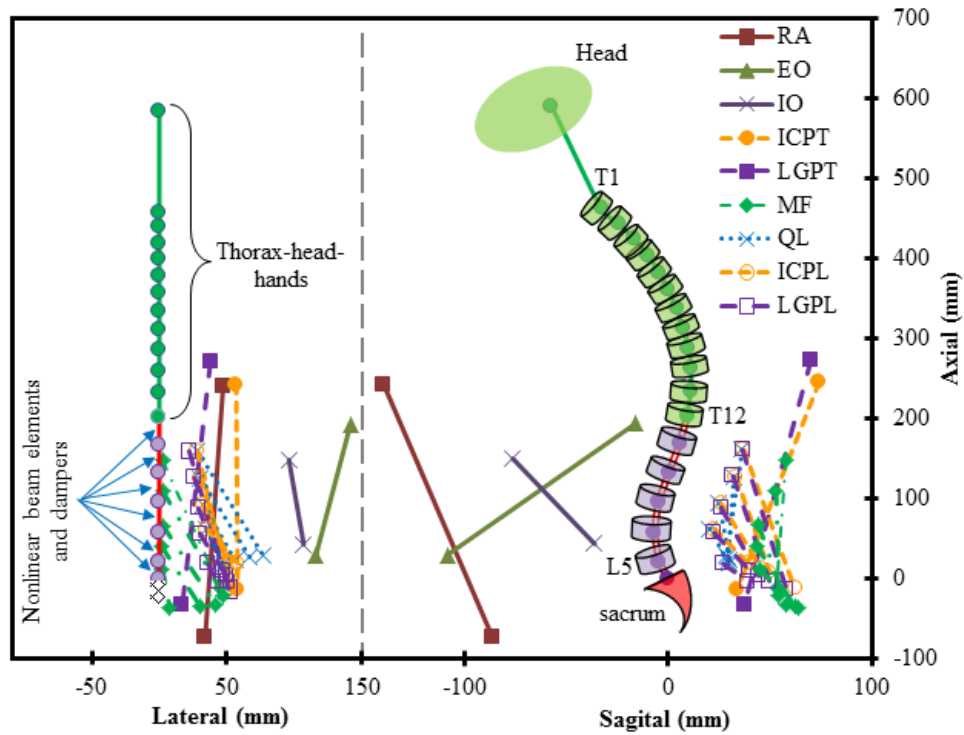 700
600
500
400
300
200
100
0
-100
Axial (mm)
RA
EO
IO
ICPT
LGPT
MF
QL
ICPL
LGPL
Head
T1
T12
L5
sacrum
Thorax-head-
hands
Nonlinear beam elements
and dampers
-50
50
150
-100
0
100
Lateral (mm)
Sagital (mm)